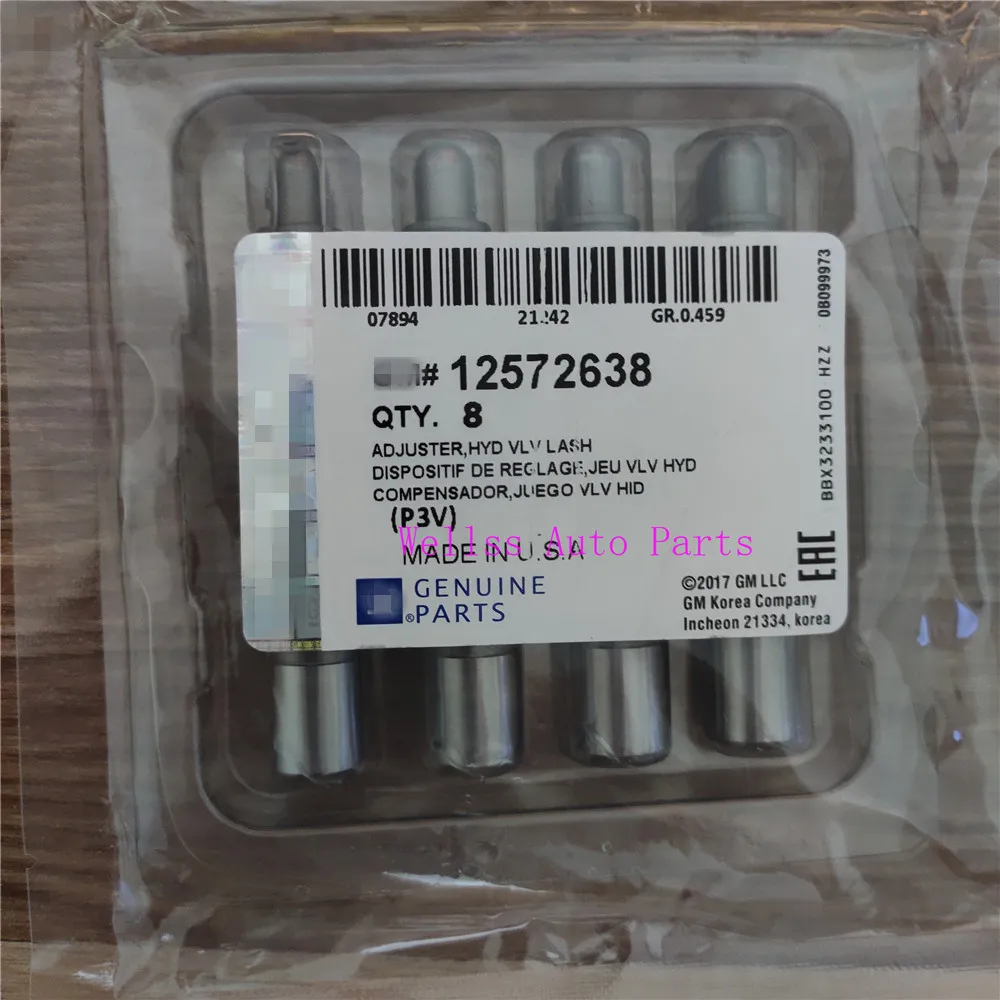 07894 21242 GR.0.459
# 12572638
QTY. 8
ADJUSTER,HYD VLV LASH
DISPOSITIF DE REGLAGE,JEU VLV HYD
COMPENSADOR,JUEGO VLV HID
(P3V)
Wellss Auto Parts
MADE IN U.S.A
GENUINE
®PARTS
©2017 GM LLC
GM Korea Company
Incheon 21334, korea
EAC
BBX3233100 HZZ 08099973